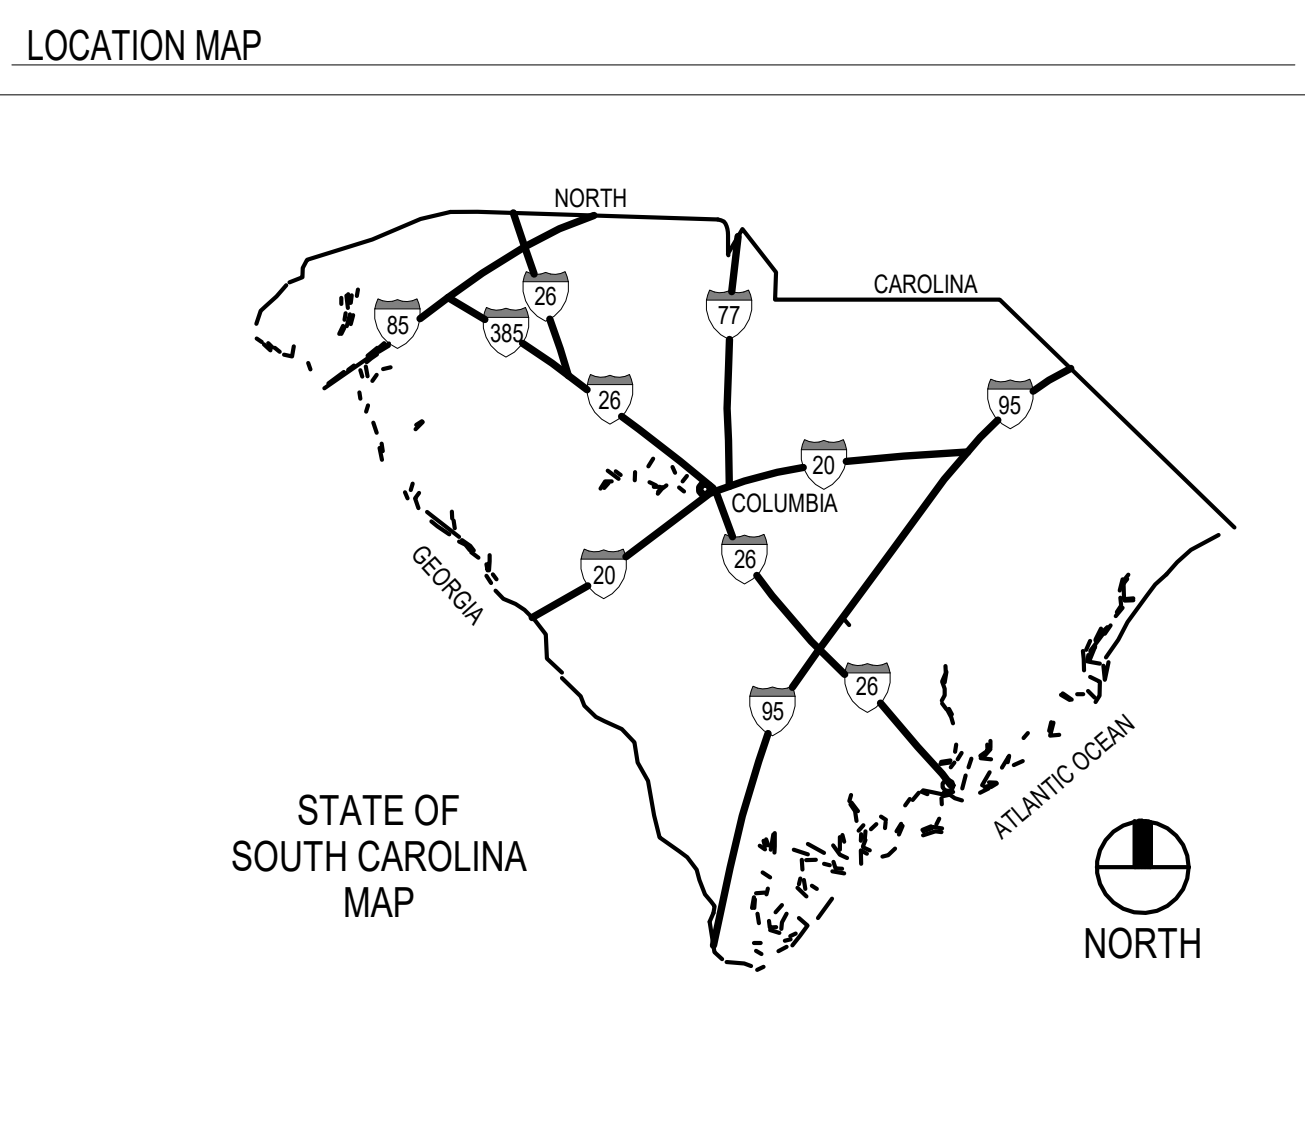 LOCATION MAP
NORTH
CAROLINA
26
85
385
77
26
95
20
COLUMBIA
26
20
GEORGIA
26
95
ATLANTIC OCEAN
STATE OF
SOUTH CAROLINA
MAP
NORTH